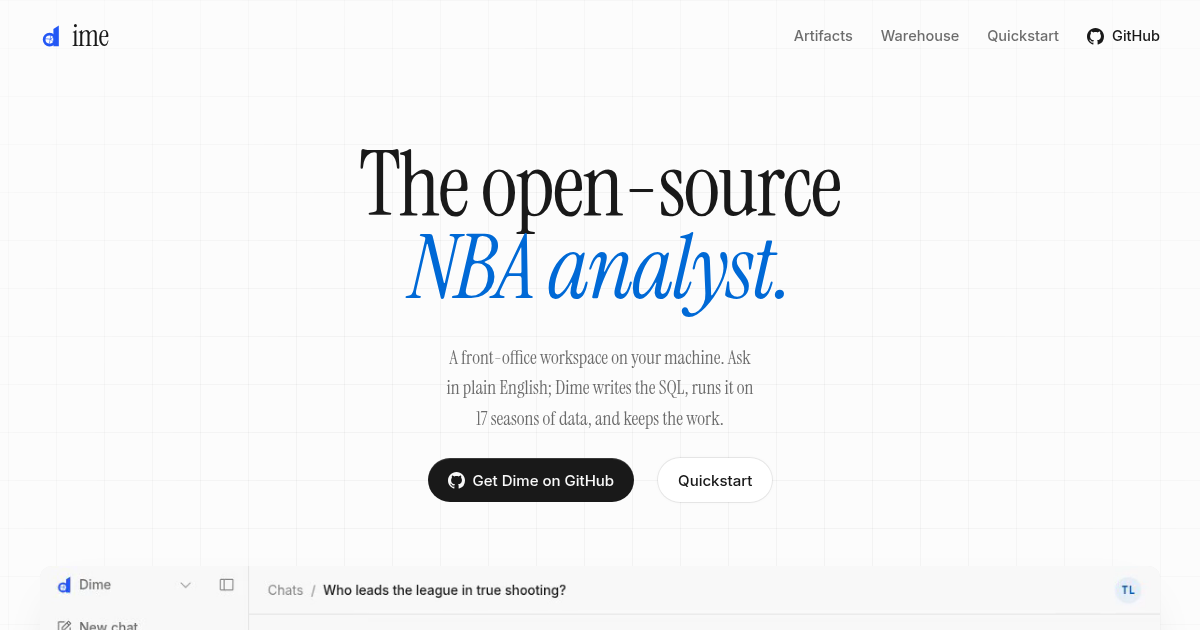 dime
Artifacts
Warehouse
Quickstart
GitHub
The open-source
NBA analyst.
A front-office workspace on your machine. Ask
in plain English; Dime writes the SQL, runs it on
17 seasons of data, and keeps the work.
Get Dime on GitHub
Quickstart
Dime
Chats / Who leads the league in true shooting?
TL
New chat